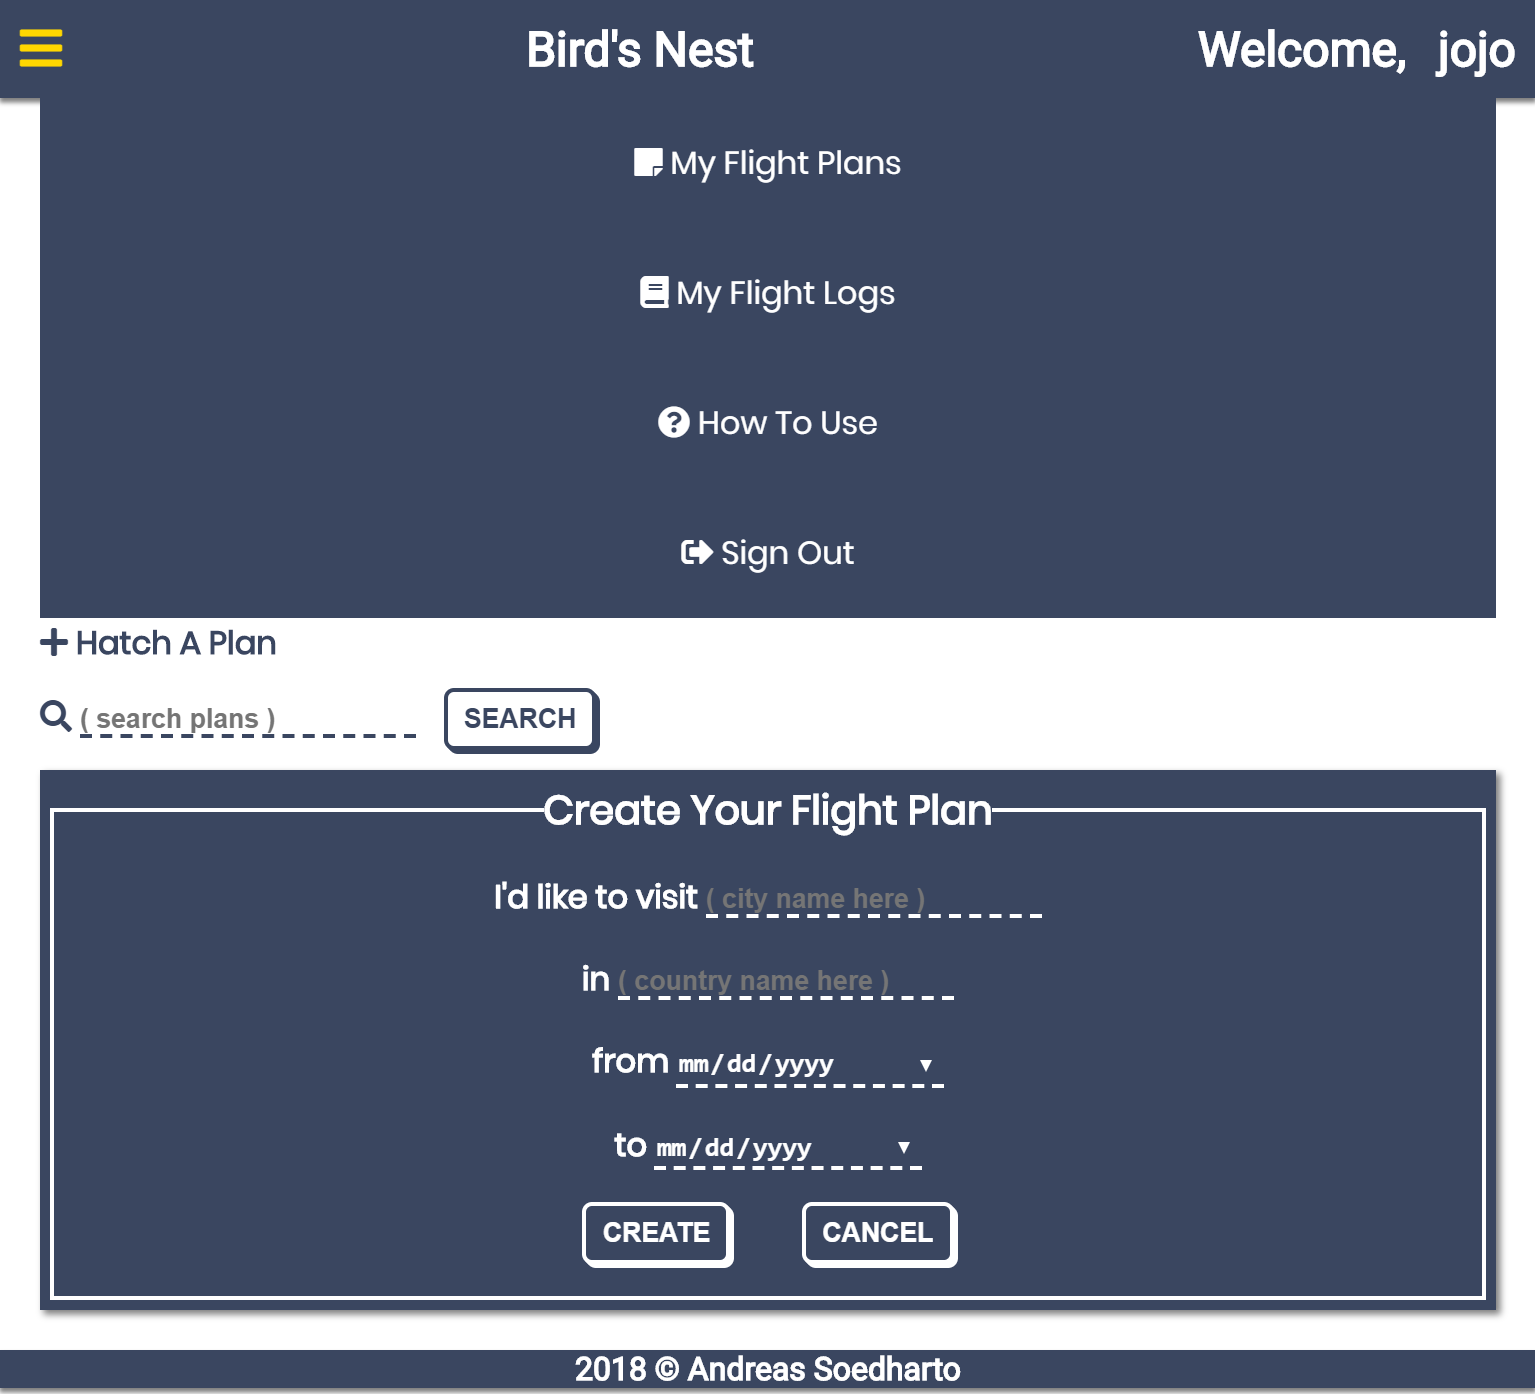 Bird's Nest Welcome, jojo
My Flight Plans
My Flight Logs
How To Use
Sign Out
Hatch A Plan
( search plans ) SEARCH
Create Your Flight Plan
I'd like to visit ( city name here )
in ( country name here )
from mm/dd/yyyy
to mm/dd/yyyy
CREATE CANCEL
2018 © Andreas Soedharto